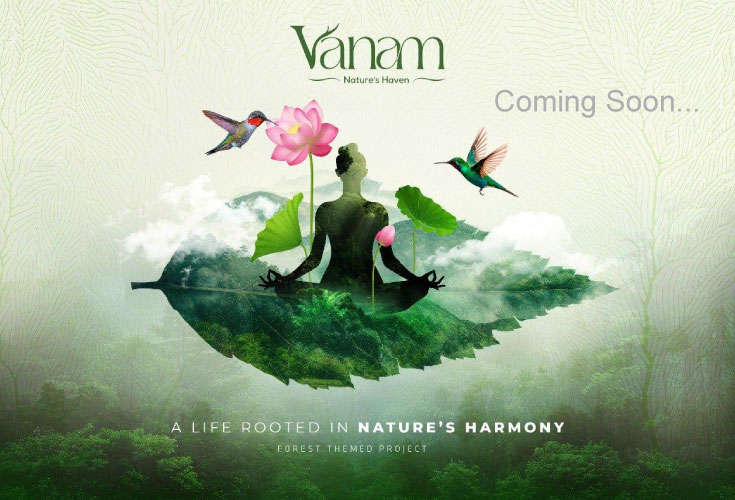 Vanam
Nature's Haven
Coming Soon...
A LIFE ROOTED IN NATURE'S HARMONY
FOREST THEMED PROJECT